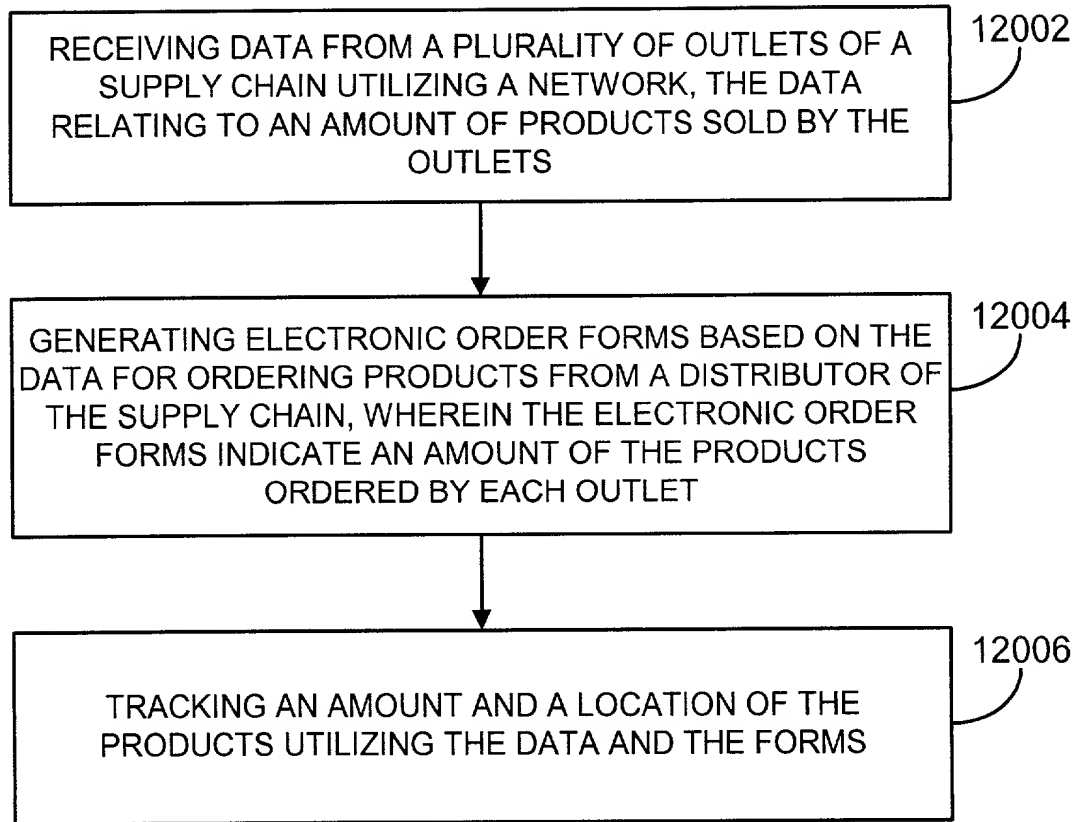 RECEIVING DATA FROM A PLURALITY OF OUTLETS OF A
SUPPLY CHAIN UTILIZING A NETWORK, THE DATA
RELATING TO AN AMOUNT OF PRODUCTS SOLD BY THE
OUTLETS
12002
GENERATING ELECTRONIC ORDER FORMS BASED ON THE
DATA FOR ORDERING PRODUCTS FROM A DISTRIBUTOR OF
THE SUPPLY CHAIN, WHEREIN THE ELECTRONIC ORDER
FORMS INDICATE AN AMOUNT OF THE PRODUCTS
ORDERED BY EACH OUTLET
12004
TRACKING AN AMOUNT AND A LOCATION OF THE
PRODUCTS UTILIZING THE DATA AND THE FORMS
12006